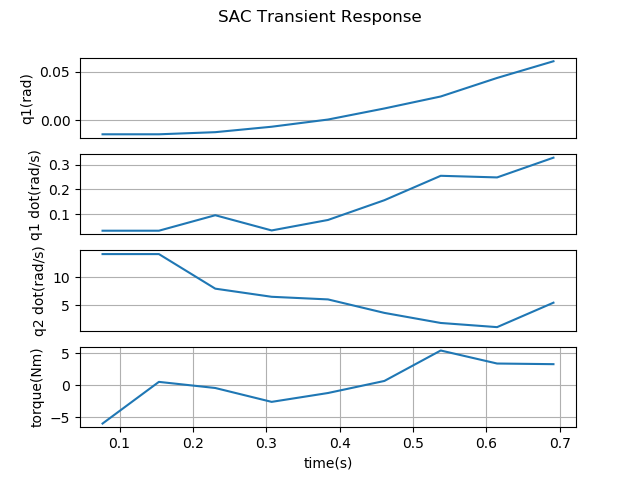 SAC Transient Response
q1(rad)
0.05
0.00
q1 dot(rad/s)
0.3
0.2
0.1
q2 dot(rad/s)
10
5
torque(Nm)
5
0
−5
0.1 0.2 0.3 0.4 0.5 0.6 0.7
time(s)